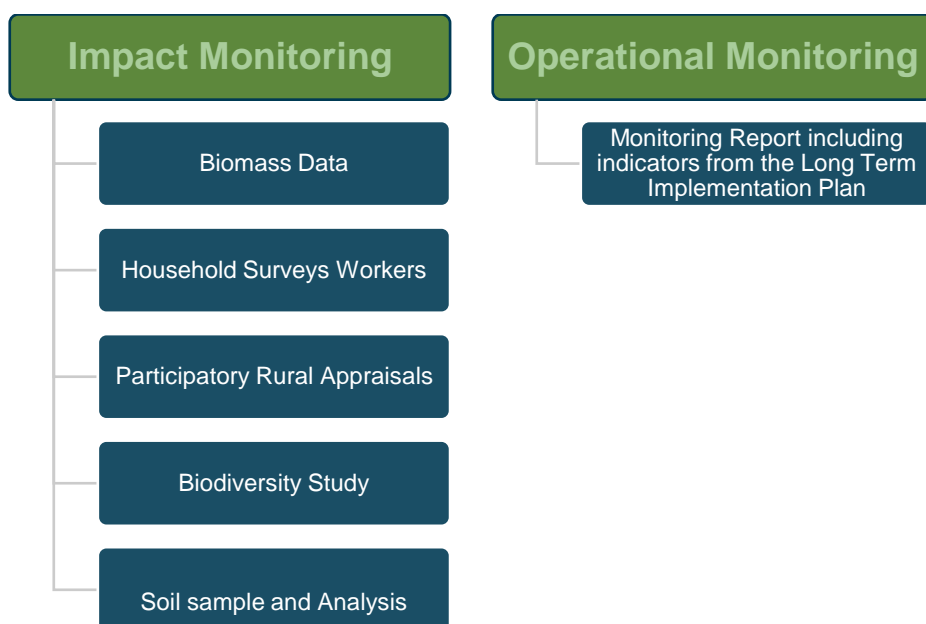 Impact Monitoring
Biomass Data
Household Surveys Workers
Participatory Rural Appraisals
Biodiversity Study
Soil sample and Analysis
Operational Monitoring
Monitoring Report including
indicators from the Long Term
Implementation Plan